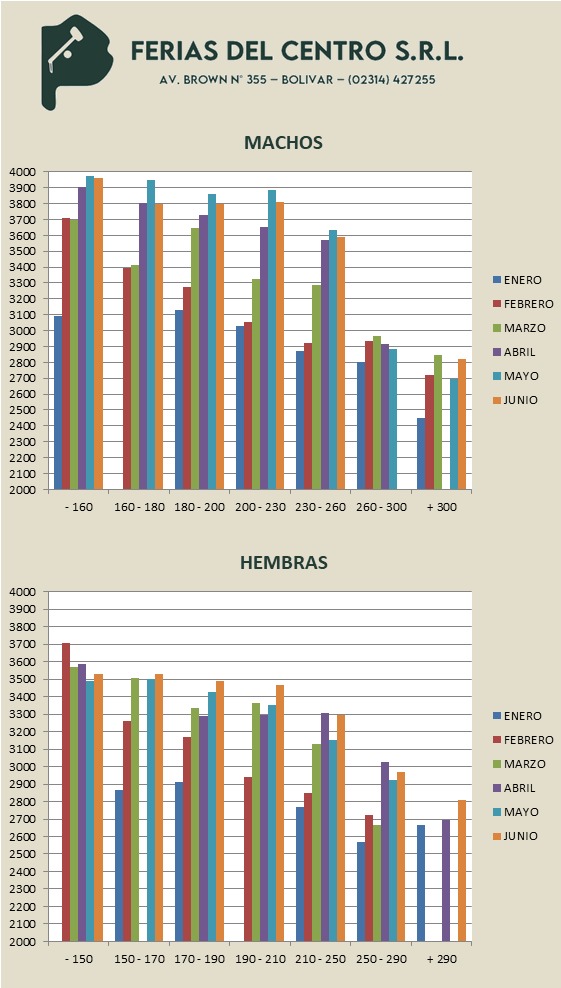 FERIAS DEL CENTRO S.R.L.
AV. BROWN N° 355 – BOLIVAR – (02314) 427255
MACHOS
4000
3900
3800
3700
3600
3500
3400
3300
3200
3100
3000
2900
2800
2700
2600
2500
2400
2300
2200
2100
2000
- 160 160 - 180 180 - 200 200 - 230 230 - 260 260 - 300 + 300
ENERO
FEBRERO
MARZO
ABRIL
MAYO
JUNIO
HEMBRAS
4000
3900
3800
3700
3600
3500
3400
3300
3200
3100
3000
2900
2800
2700
2600
2500
2400
2300
2200
2100
2000
- 150 150 - 170 170 - 190 190 - 210 210 - 250 250 - 290 + 290
ENERO
FEBRERO
MARZO
ABRIL
MAYO
JUNIO